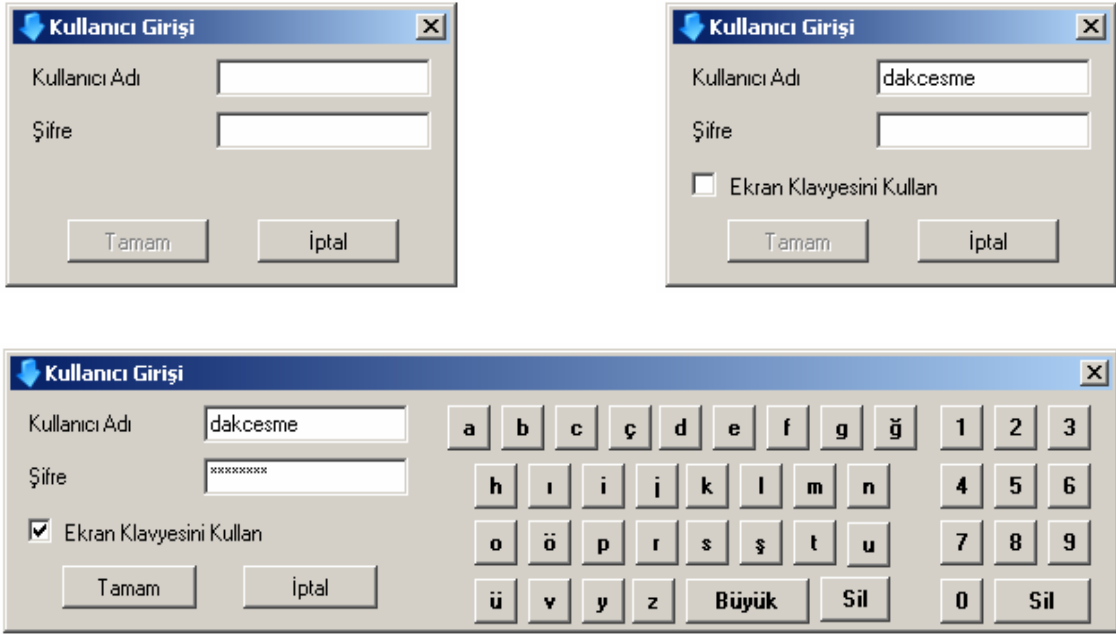 Kullanıcı Girişi
Kullanıcı Adı
Şifre
Tamam İptal
Kullanıcı Girişi
Kullanıcı Adı dakcesme
Şifre
Ekran Klavyesini Kullan
Tamam İptal
Kullanıcı Girişi
Kullanıcı Adı dakcesme
Şifre ××××××××
Ekran Klavyesini Kullan
Tamam İptal
a b c ç d e f g ğ
h ı i j k l m n
o ö p r s ş t u
ü v y z Büyük Sil
1 2 3
4 5 6
7 8 9
0 Sil